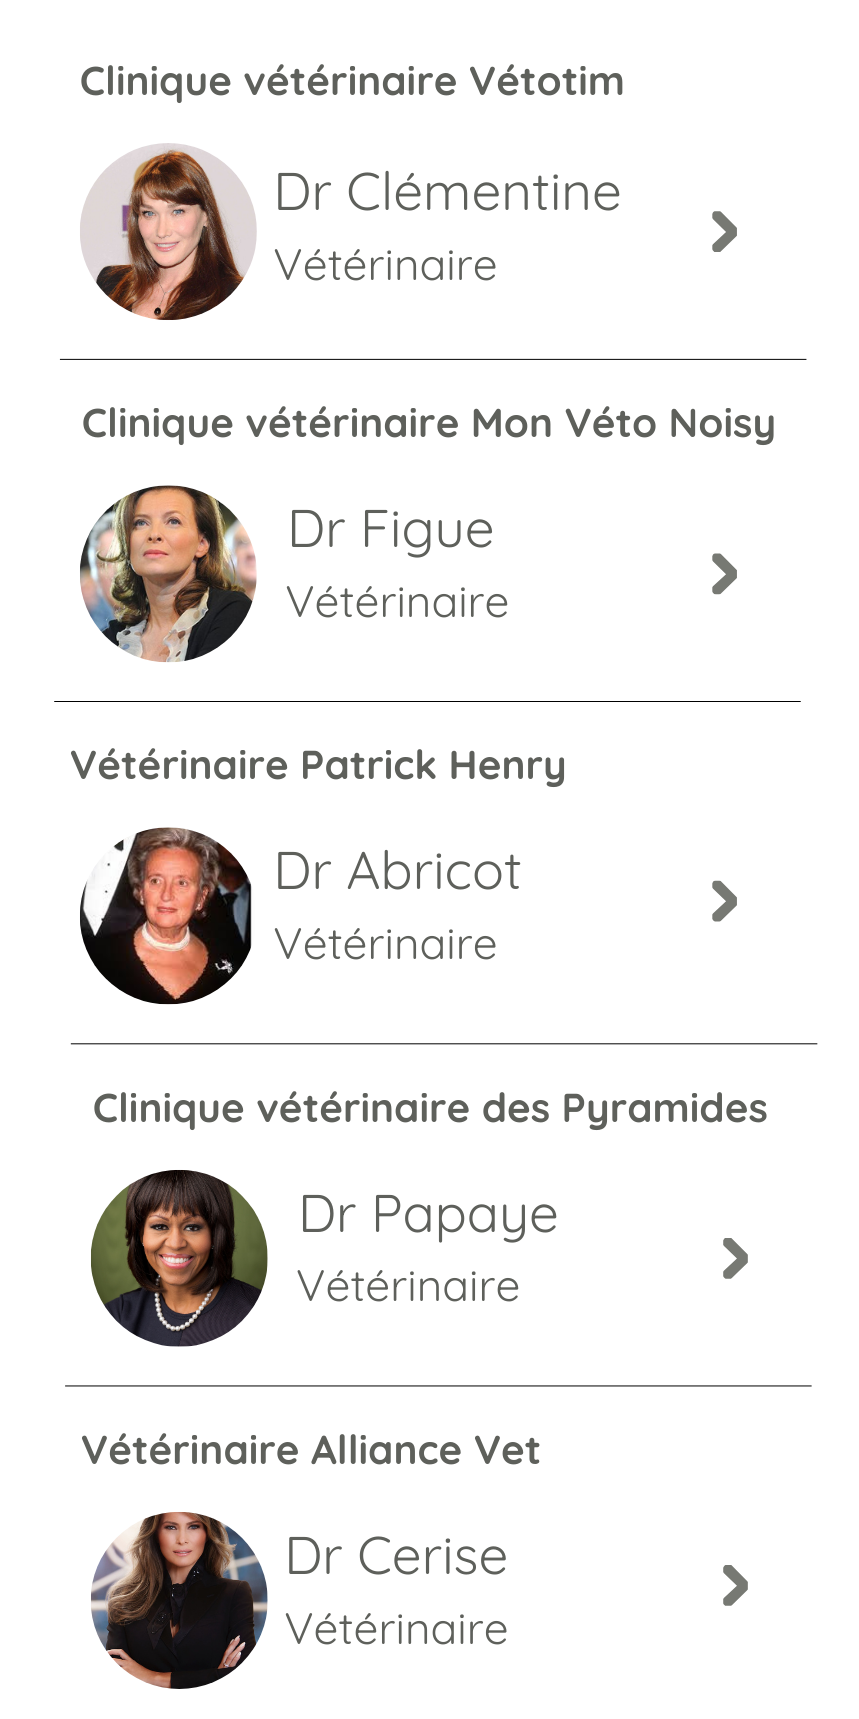 Clinique vétérinaire Vétotim
Dr Clémentine
Vétérinaire
Clinique vétérinaire Mon Véto Noisy
Dr Figue
Vétérinaire
Vétérinaire Patrick Henry
Dr Abricot
Vétérinaire
Clinique vétérinaire des Pyramides
Dr Papaye
Vétérinaire
Vétérinaire Alliance Vet
Dr Cerise
Vétérinaire